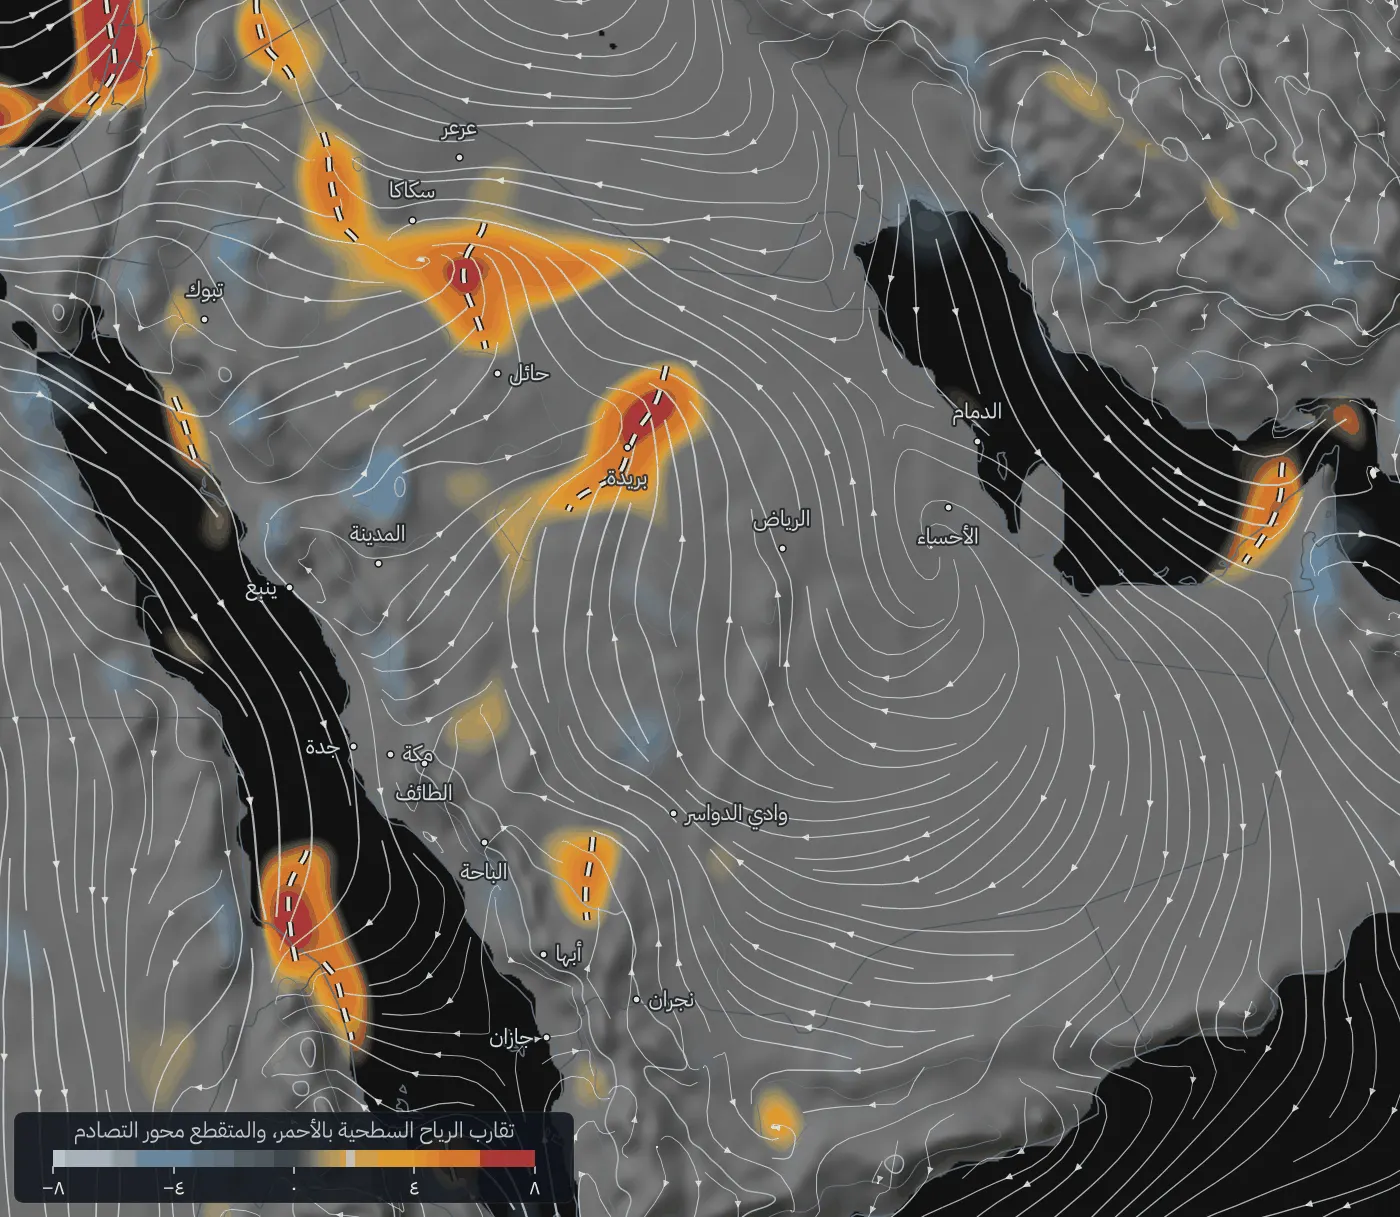 عرعر
سكاكا
تبوك
حائل
الدمام
بريدة
الرياض
الأحساء
المدينة
ينبع
جدة
مكة
الطائف
وادي الدواسر
الباحة
أبها
نجران
جازان
تقارب الرياح السطحية بالأحمر، والمتقطع محور التصادم
−٨ −٤ ٠ ٤ ٨